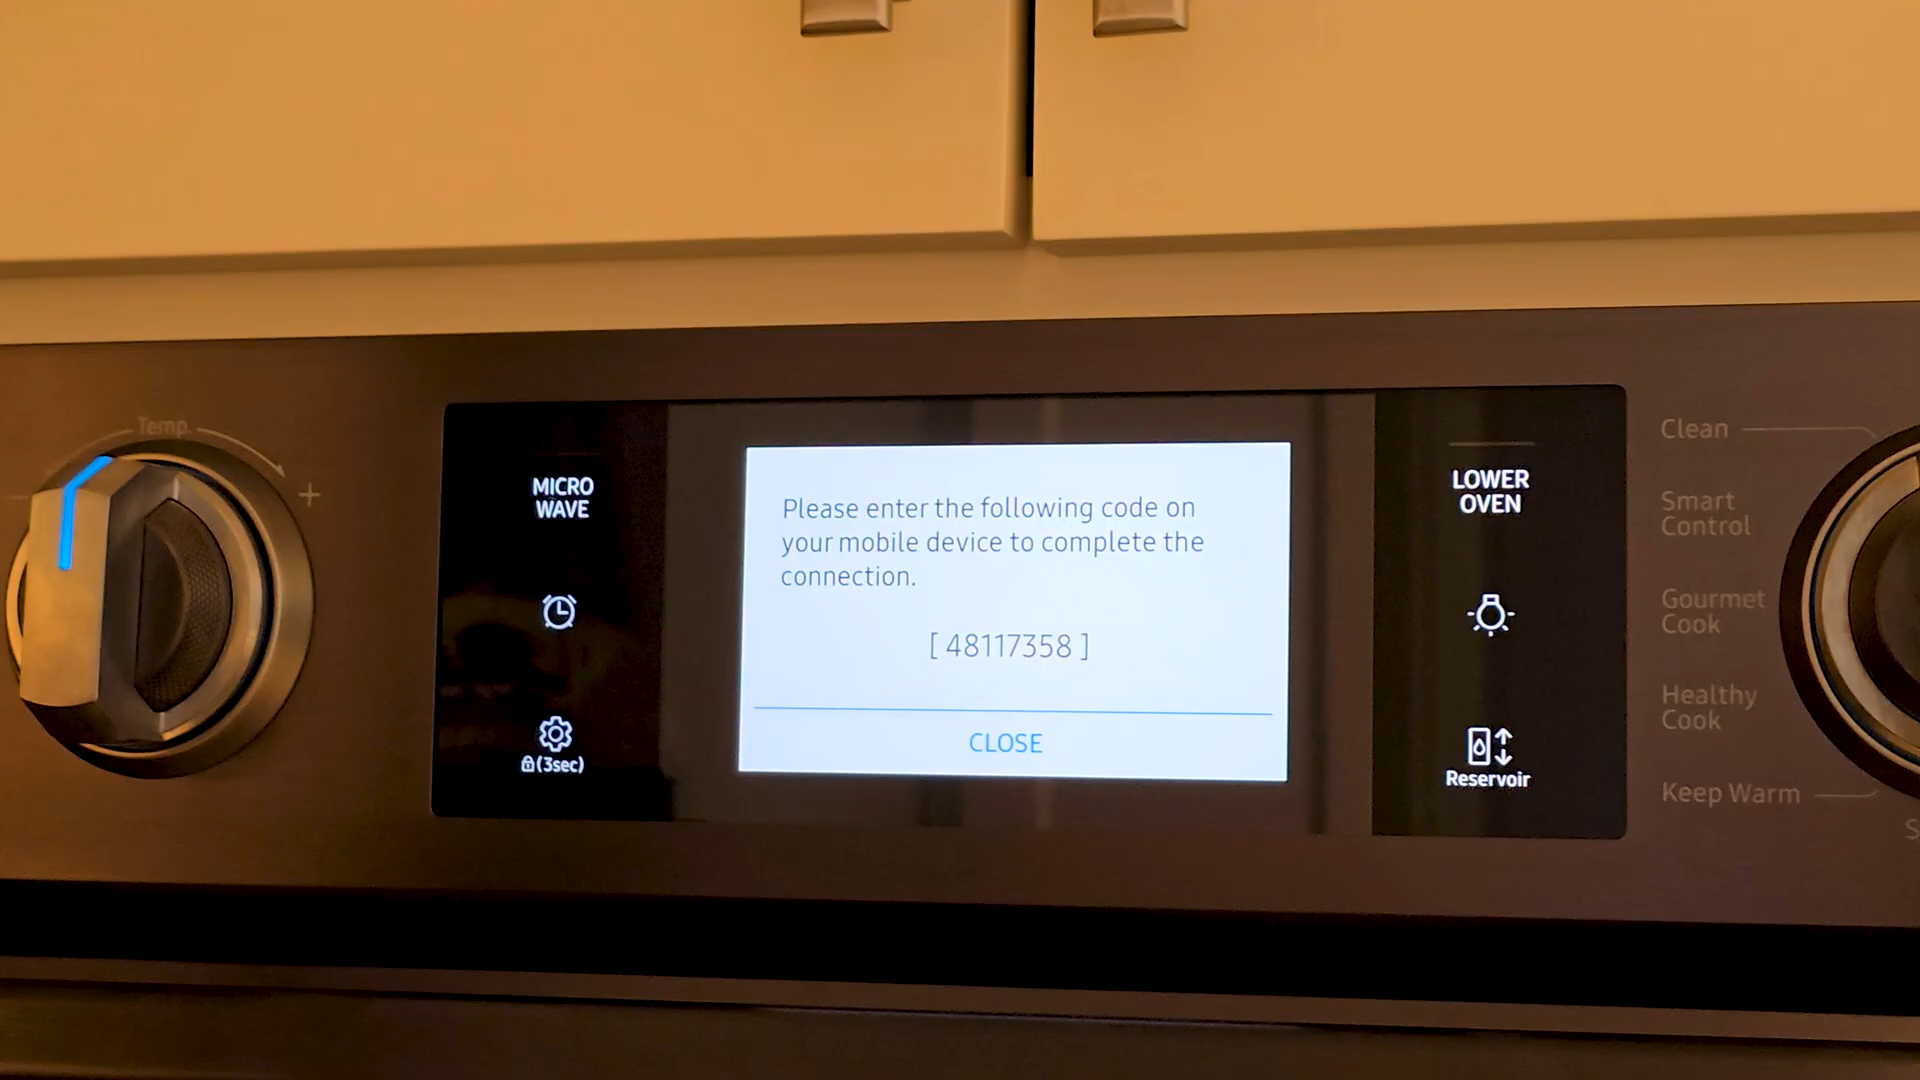 Temp.
+
MICRO
WAVE
(3sec)
Please enter the following code on
your mobile device to complete the
connection.
[ 48117358 ]
CLOSE
LOWER
OVEN
Reservoir
Clean
Smart
Control
Gourmet
Cook
Healthy
Cook
Keep Warm
S